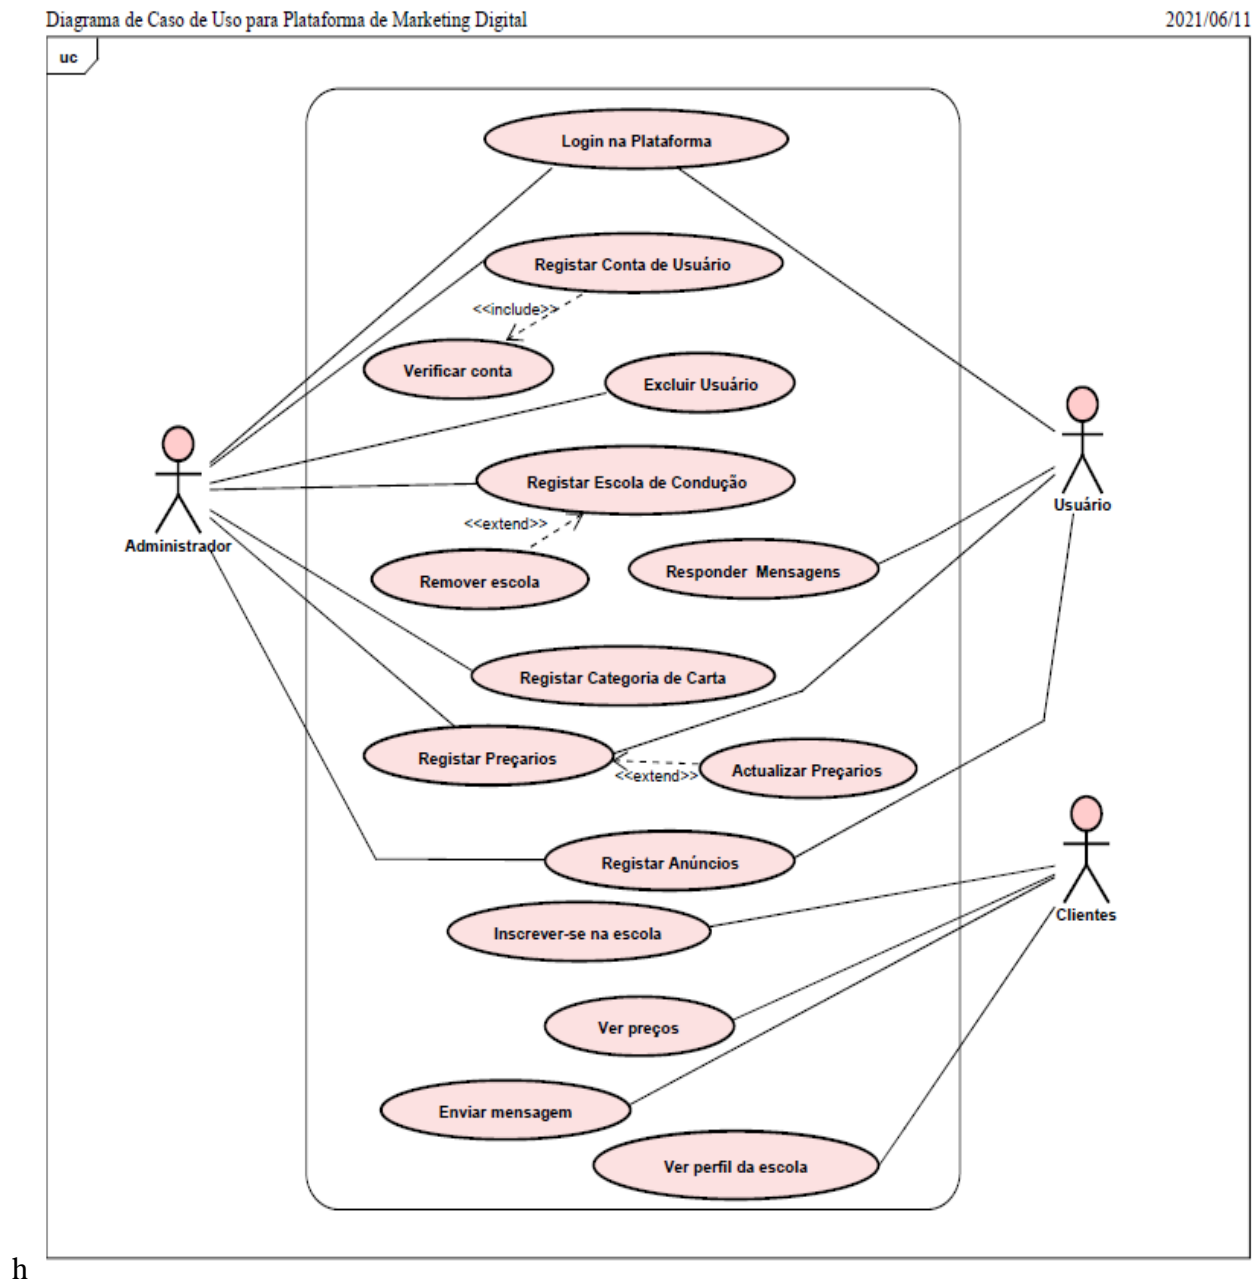 Diagrama de Caso de Uso para Plataforma de Marketing Digital
2021/06/11
uc
Login na Plataforma
Registar Conta de Usuário
<<include>>
Verificar conta
Excluir Usuário
Registar Escola de Condução
Usuário
<<extend>>
Administrador
Responder Mensagens
Remover escola
Registar Categoria de Carta
Registar Preçarios
<<extend>>
Actualizar Preçarios
Registar Anúncios
Clientes
Inscrever-se na escola
Ver preços
Enviar mensagem
Ver perfil da escola
h